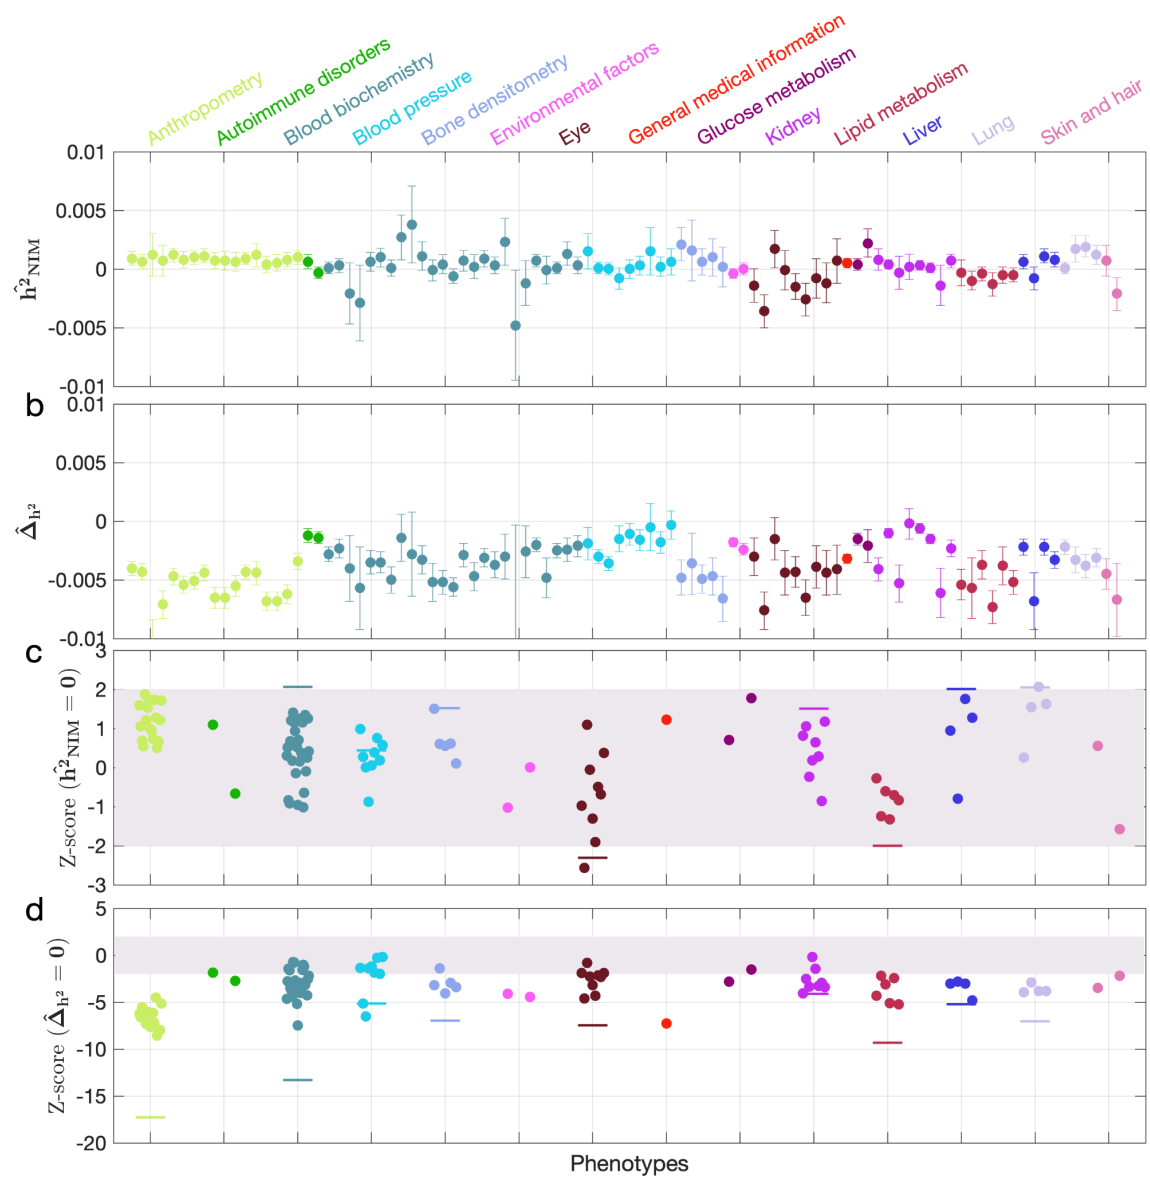 Anthropometry
Autoimmune disorders
Blood biochemistry
Blood pressure
Bone densitometry
Environmental factors
Eye
General medical information
Glucose metabolism
Kidney
Lipid metabolism
Liver
Lung
Skin and hair
ĥ²NIM
0.01
0.005
0
-0.005
-0.01
b
Δ̂h²
0.01
0.005
0
-0.005
-0.01
c
Z-score (ĥ²NIM = 0)
3
2
1
0
-1
-2
-3
d
Z-score (Δ̂h² = 0)
5
0
-5
-10
-15
-20
Phenotypes